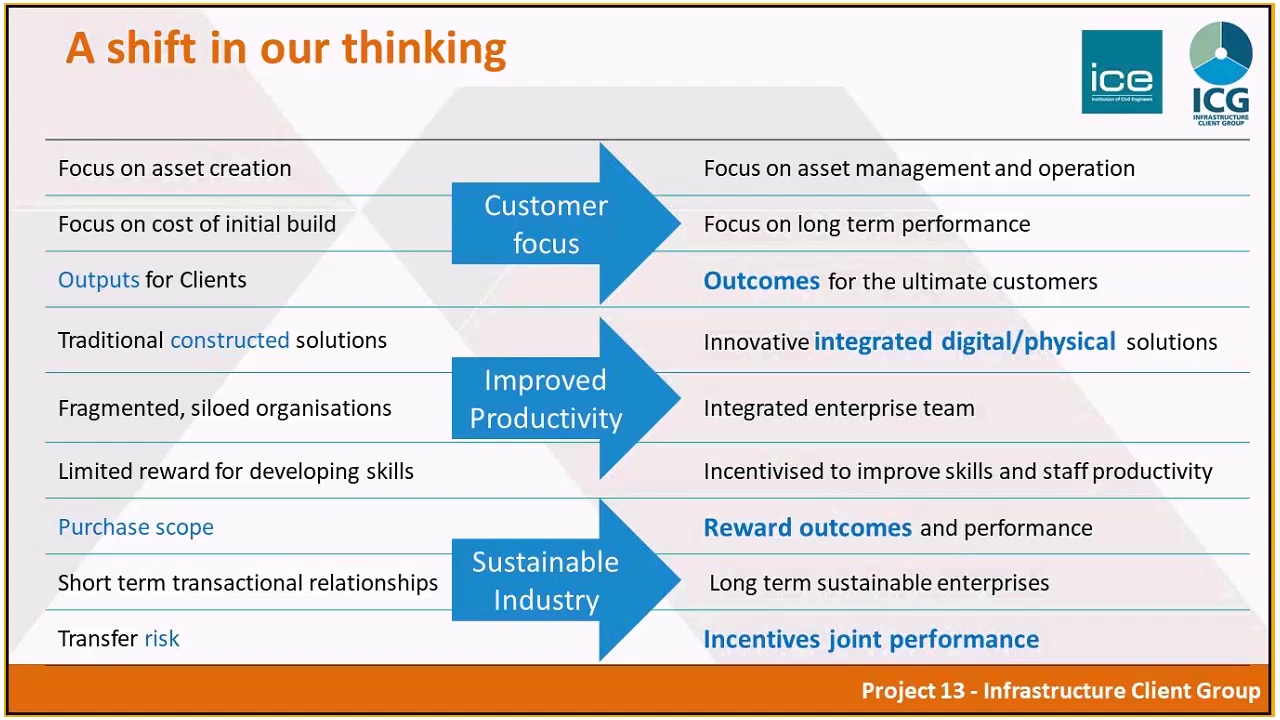 A shift in our thinking
ice
Institution of Civil Engineers
ICG
INFRASTRUCTURE
CLIENT GROUP
Focus on asset creation
Focus on asset management and operation
Customer
focus
Focus on cost of initial build
Focus on long term performance
Outputs for Clients
Outcomes for the ultimate customers
Traditional constructed solutions
Innovative integrated digital/physical solutions
Improved
Productivity
Fragmented, siloed organisations
Integrated enterprise team
Limited reward for developing skills
Incentivised to improve skills and staff productivity
Purchase scope
Reward outcomes and performance
Sustainable
Industry
Short term transactional relationships
Long term sustainable enterprises
Transfer risk
Incentives joint performance
Project 13 - Infrastructure Client Group